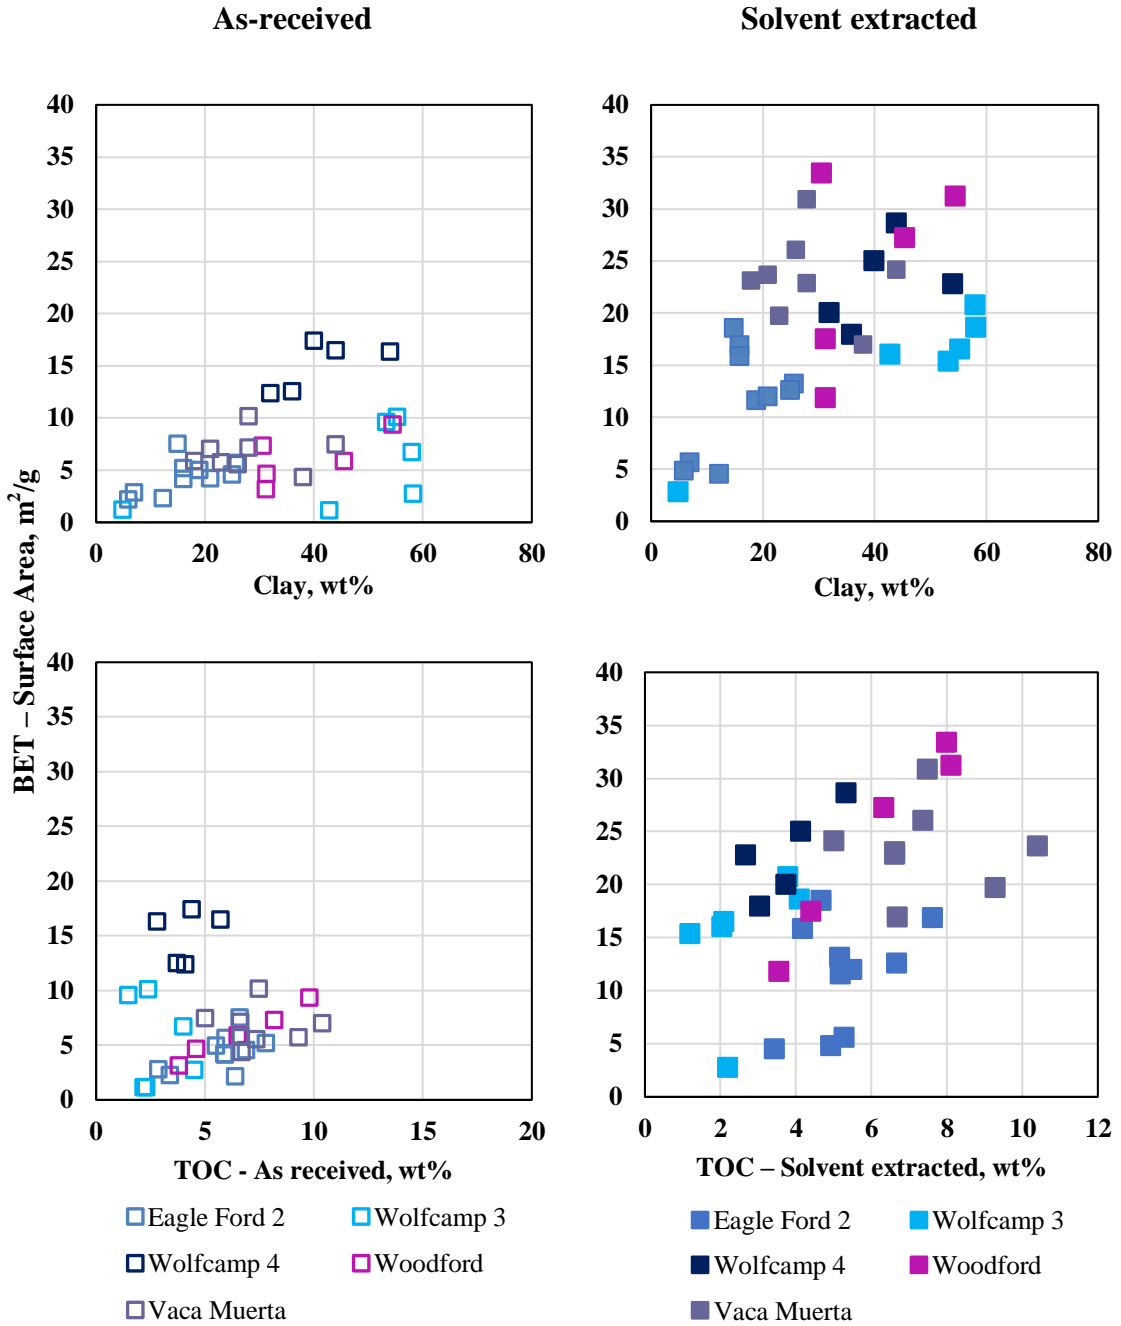 As-received
Solvent extracted
40
35
30
25
20
15
10
5
0
0 20 40 60 80
Clay, wt%
40
35
30
25
20
15
10
5
0
0 20 40 60 80
Clay, wt%
BET – Surface Area, m²/g
40
35
30
25
20
15
10
5
0
0 5 10 15 20
TOC - As received, wt%
40
35
30
25
20
15
10
5
0
0 2 4 6 8 10 12
TOC – Solvent extracted, wt%
Eagle Ford 2 Wolfcamp 3
Wolfcamp 4 Woodford
Vaca Muerta
Eagle Ford 2 Wolfcamp 3
Wolfcamp 4 Woodford
Vaca Muerta